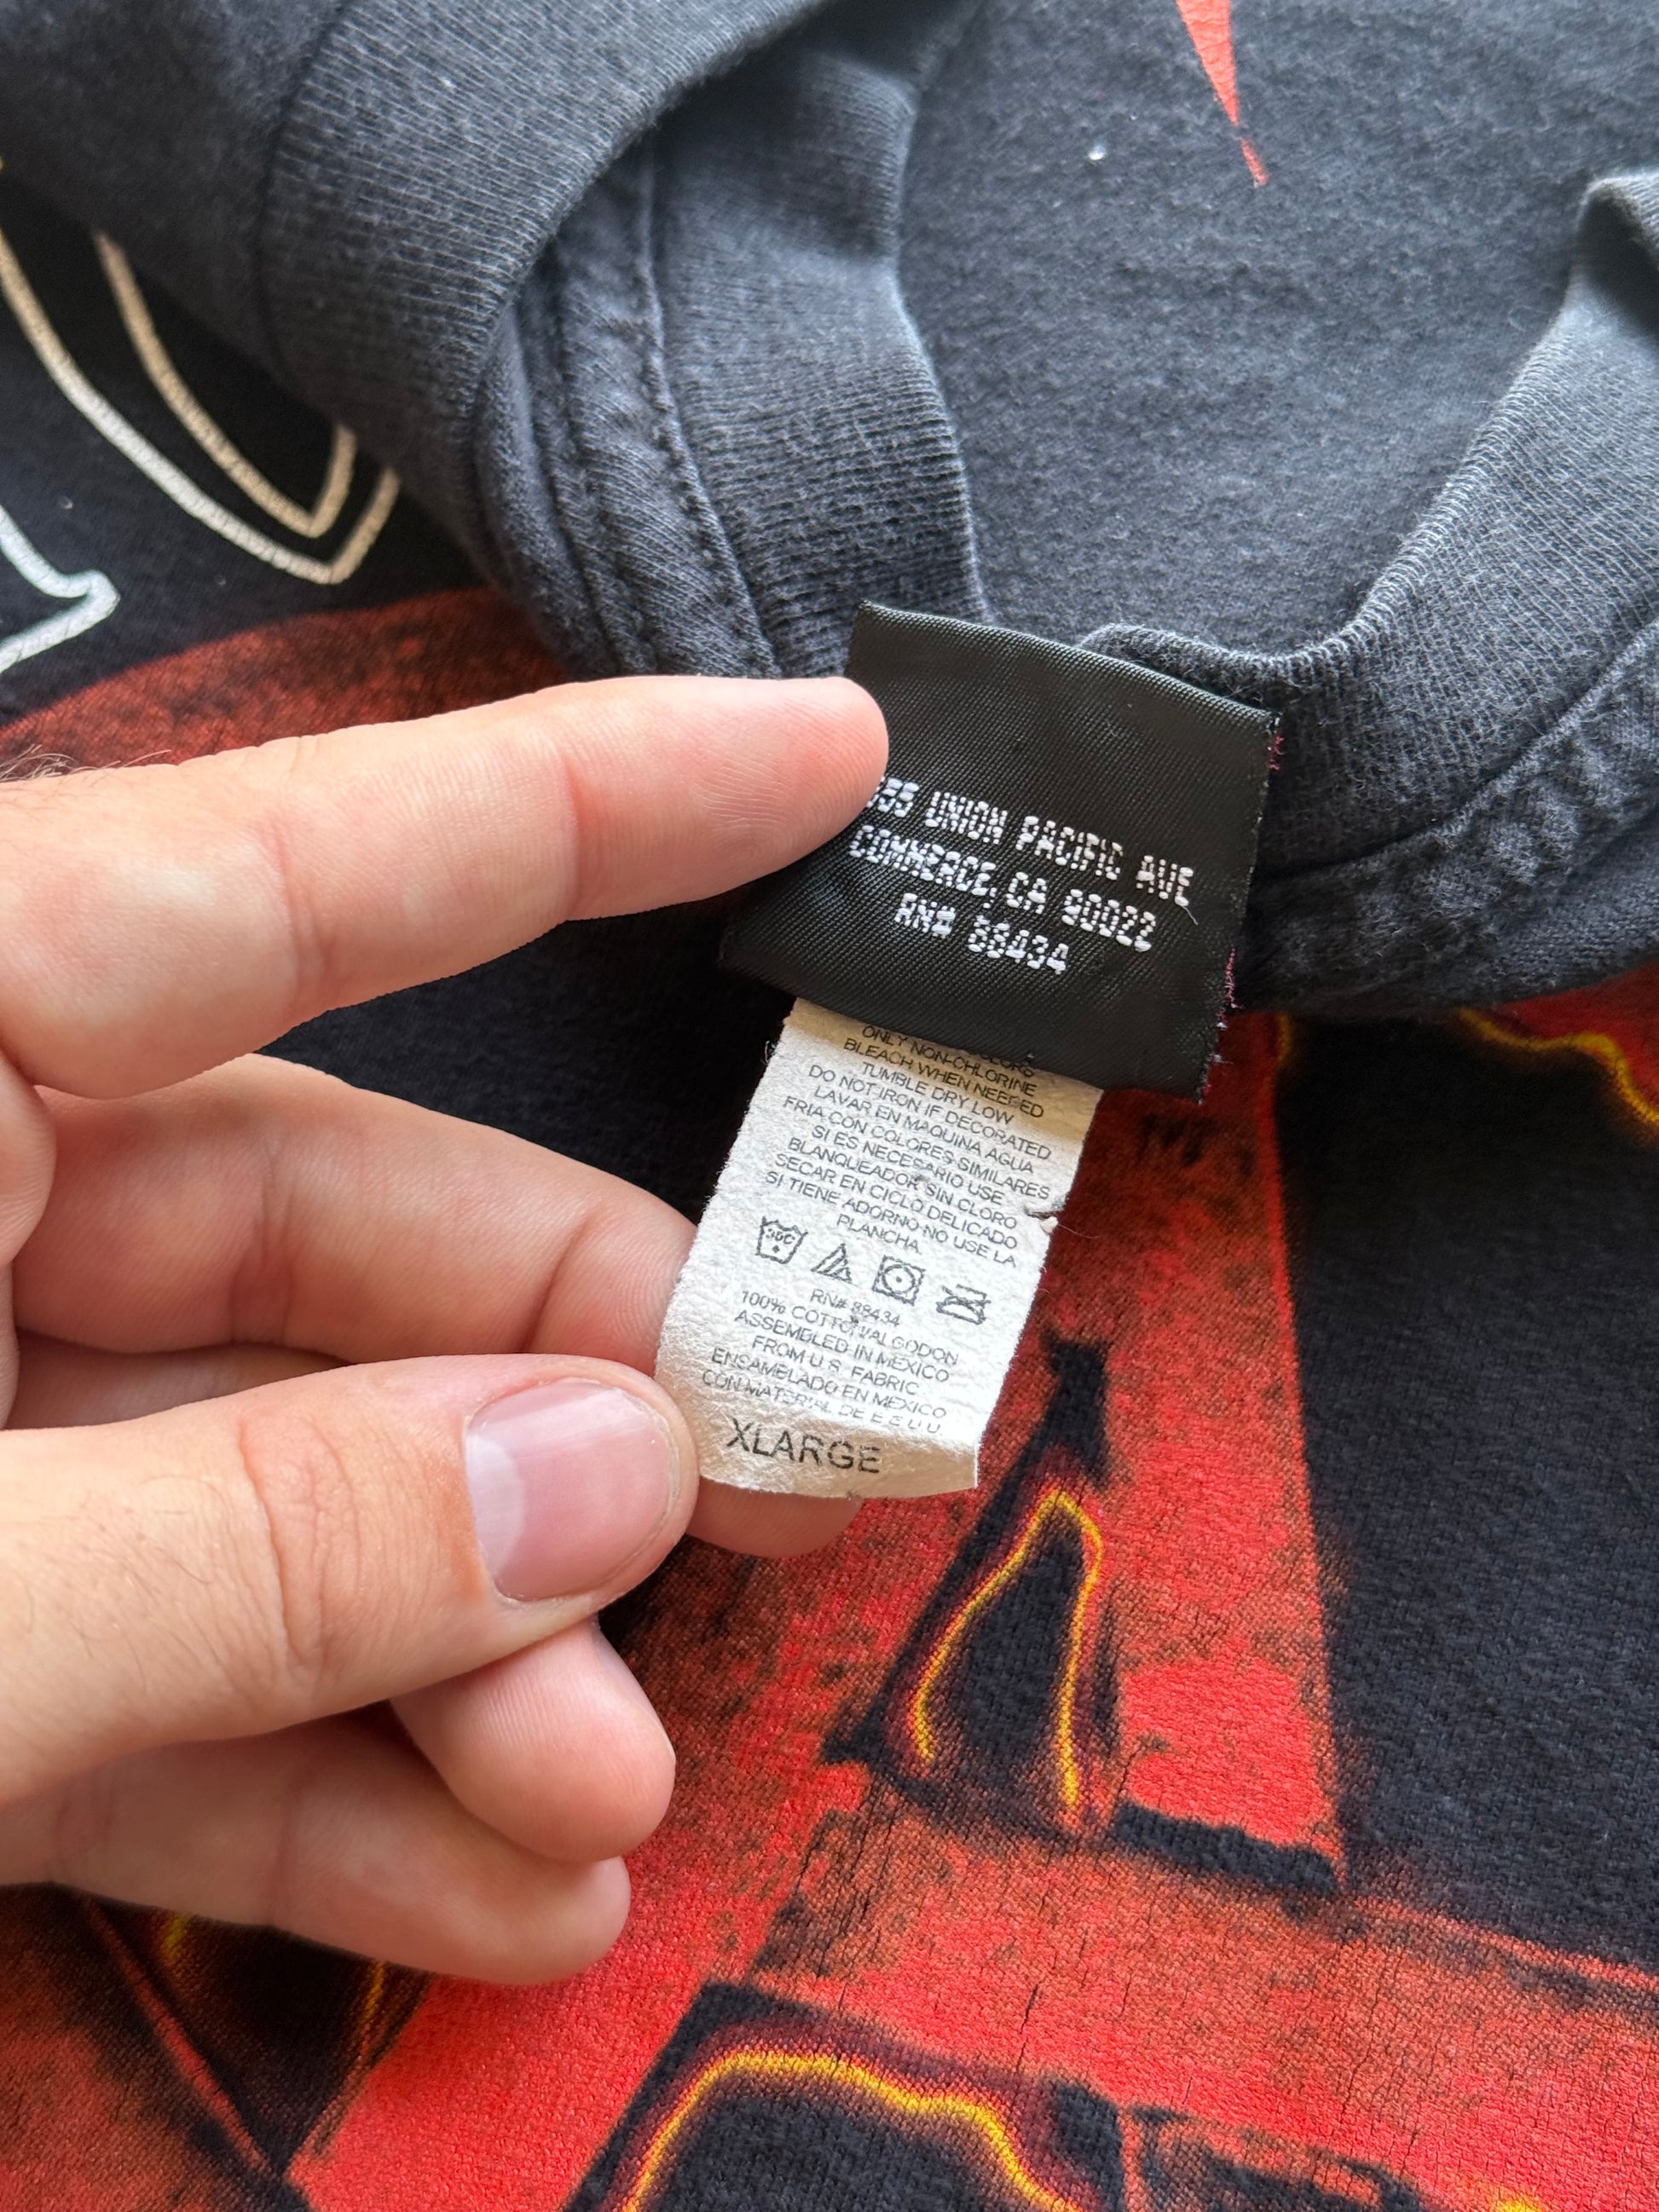 UNION PACIFIC AVE
COMMERCE, CA 90022
RN# 88434
ONLY NON-CHLORINE
BLEACH WHEN NEEDED
TUMBLE DRY LOW
DO NOT IRON IF DECORATED
LAVAR EN MAQUINA AGUA
FRIA CON COLORES SIMILARES
SI ES NECESARIO USE
BLANQUEADOR SIN CLORO
SECAR EN CICLO DELICADO
SI TIENE ADORNO NO USE LA
PLANCHA
30C
RN# 88434
100% COTTON/ALGODON
ASSEMBLED IN MEXICO
FROM U.S. FABRIC
ENSAMELADO EN MEXICO
CON MATERIAL DE E E U U
XLARGE